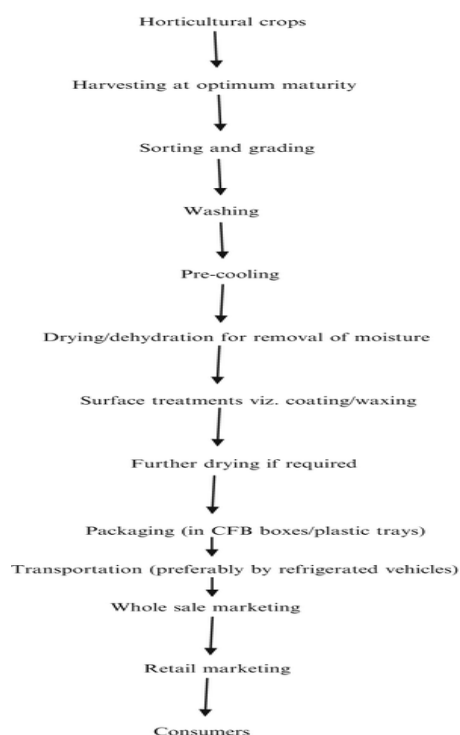 Horticultural crops
Harvesting at optimum maturity
Sorting and grading
Washing
Pre-cooling
Drying/dehydration for removal of moisture
Surface treatments viz. coating/waxing
Further drying if required
Packaging (in CFB boxes/plastic trays)
Transportation (preferably by refrigerated vehicles)
Whole sale marketing
Retail marketing
Consumers